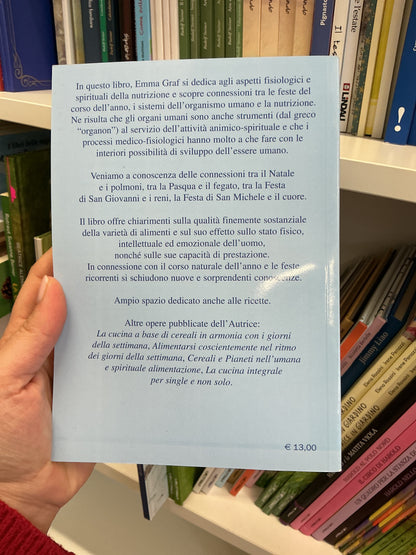 In questo libro, Emma Graf si dedica agli aspetti fisiologici e
spirituali della nutrizione e scopre connessioni tra le feste del
corso dell'anno, i sistemi dell'organismo umano e la nutrizione.
Ne risulta che gli organi umani sono anche strumenti (dal greco
"organon") al servizio dell'attività animico-spirituale e che i
processi medico-fisiologici hanno molto a che fare con le
interiori possibilità di sviluppo dell'essere umano.
Veniamo a conoscenza delle connessioni tra il Natale
e i polmoni, tra la Pasqua e il fegato, tra la Festa
di San Giovanni e i reni, la Festa di San Michele e il cuore.
Il libro offre chiarimenti sulla qualità finemente sostanziale
della varietà di alimenti e sul suo effetto sullo stato fisico,
intellettuale ed emozionale dell'uomo,
nonché sulle sue capacità di prestazione.
In connessione con il corso naturale dell'anno e le feste
ricorrenti si schiudono nuove e sorprendenti conoscenze.
Ampio spazio dedicato anche alle ricette.
Altre opere pubblicate dell'Autrice:
La cucina a base di cereali in armonia con i giorni
della settimana, Alimentarsi coscientemente nel ritmo
dei giorni della settimana, Cereali e Pianeti nell'umana
e spirituale alimentazione, La cucina integrale
per single e non solo.
€ 13,00